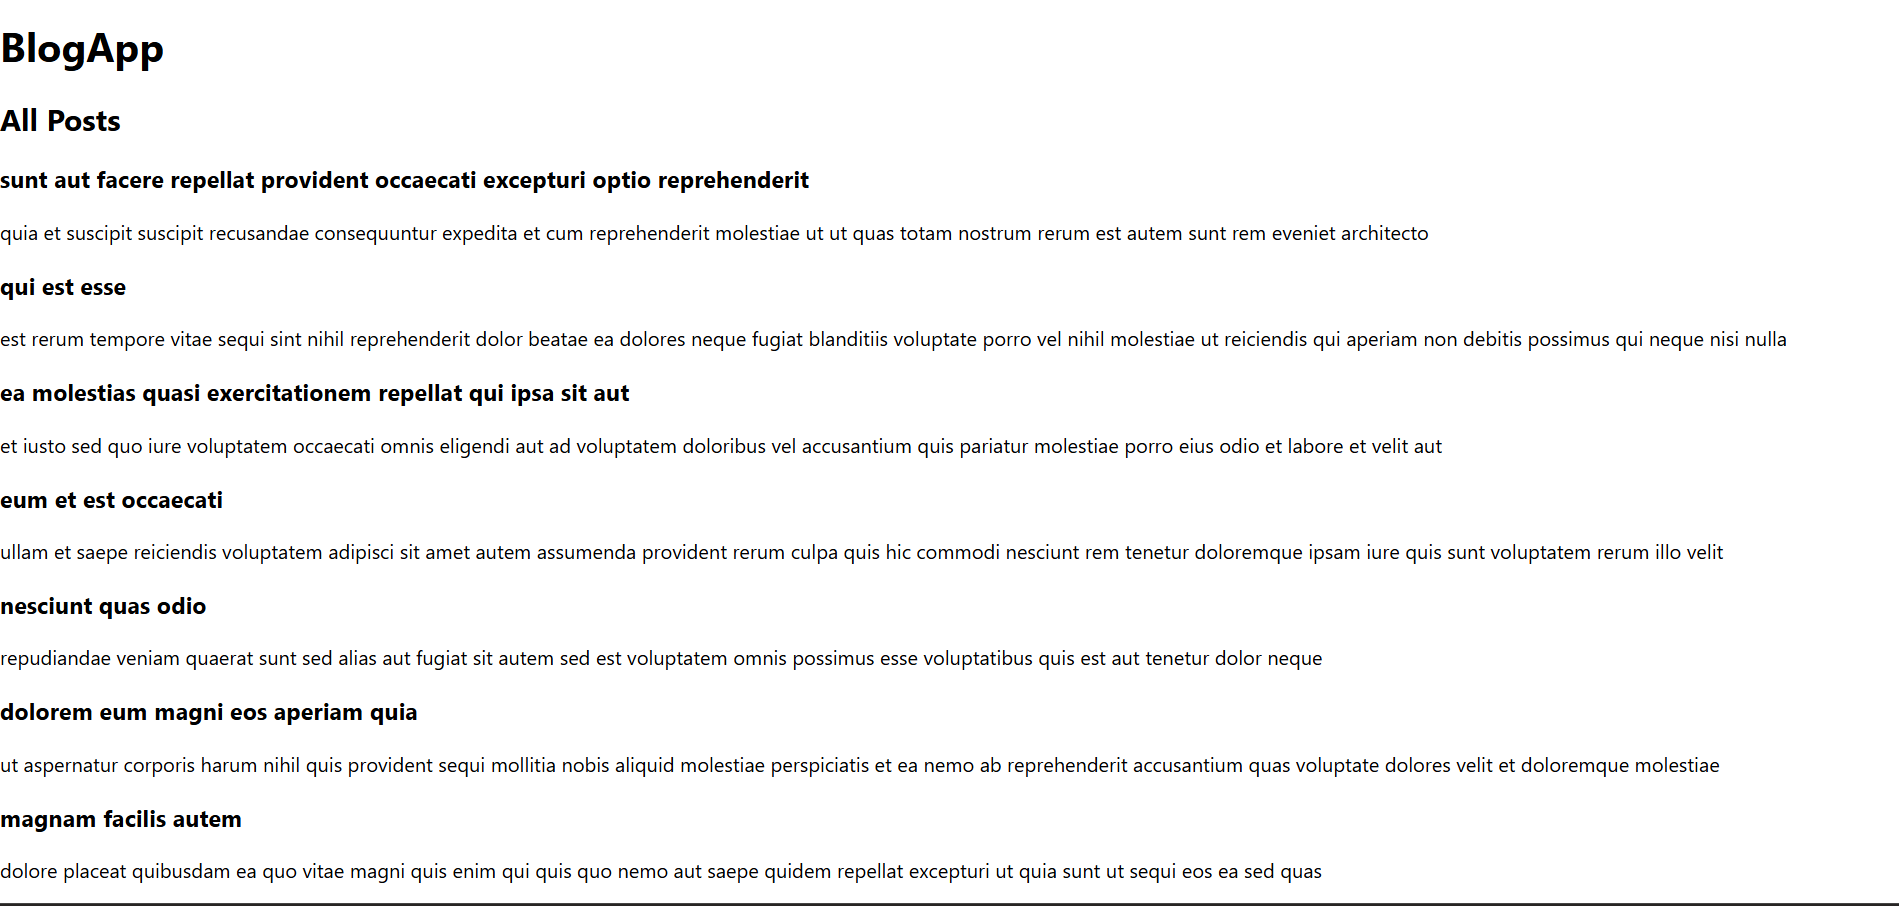 BlogApp
All Posts
sunt aut facere repellat provident occaecati excepturi optio reprehenderit
quia et suscipit suscipit recusandae consequuntur expedita et cum reprehenderit molestiae ut ut quas totam nostrum rerum est autem sunt rem eveniet architecto
qui est esse
est rerum tempore vitae sequi sint nihil reprehenderit dolor beatae ea dolores neque fugiat blanditiis voluptate porro vel nihil molestiae ut reiciendis qui aperiam non debitis possimus qui neque nisi nulla
ea molestias quasi exercitationem repellat qui ipsa sit aut
et iusto sed quo iure voluptatem occaecati omnis eligendi aut ad voluptatem doloribus vel accusantium quis pariatur molestiae porro eius odio et labore et velit aut
eum et est occaecati
ullam et saepe reiciendis voluptatem adipisci sit amet autem assumenda provident rerum culpa quis hic commodi nesciunt rem tenetur doloremque ipsam iure quis sunt voluptatem rerum illo velit
nesciunt quas odio
repudiandae veniam quaerat sunt sed alias aut fugiat sit autem sed est voluptatem omnis possimus esse voluptatibus quis est aut tenetur dolor neque
dolorem eum magni eos aperiam quia
ut aspernatur corporis harum nihil quis provident sequi mollitia nobis aliquid molestiae perspiciatis et ea nemo ab reprehenderit accusantium quas voluptate dolores velit et doloremque molestiae
magnam facilis autem
dolore placeat quibusdam ea quo vitae magni quis enim qui quis quo nemo aut saepe quidem repellat excepturi ut quia sunt ut sequi eos ea sed quas